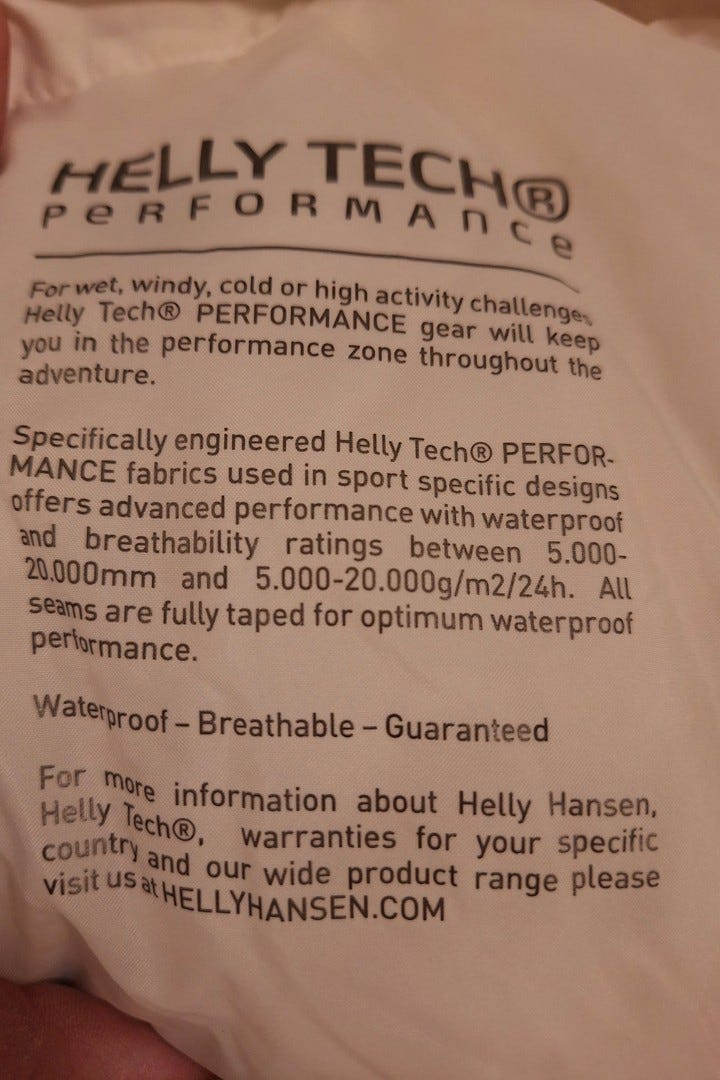 HELLY TECH®
PeRFORMAnce
For wet, windy, cold or high activity challenges
Helly Tech® PERFORMANCE gear will keep
you in the performance zone throughout the
adventure.
Specifically engineered Helly Tech® PERFOR-
MANCE fabrics used in sport specific designs
offers advanced performance with waterproof
and breathability ratings between 5.000-
20.000mm and 5.000-20.000g/m2/24h. All
seams are fully taped for optimum waterproof
performance.
Waterproof – Breathable – Guaranteed
For more information about Helly Hansen,
Helly Tech®, warranties for your specific
country and our wide product range please
visit us at HELLYHANSEN.COM